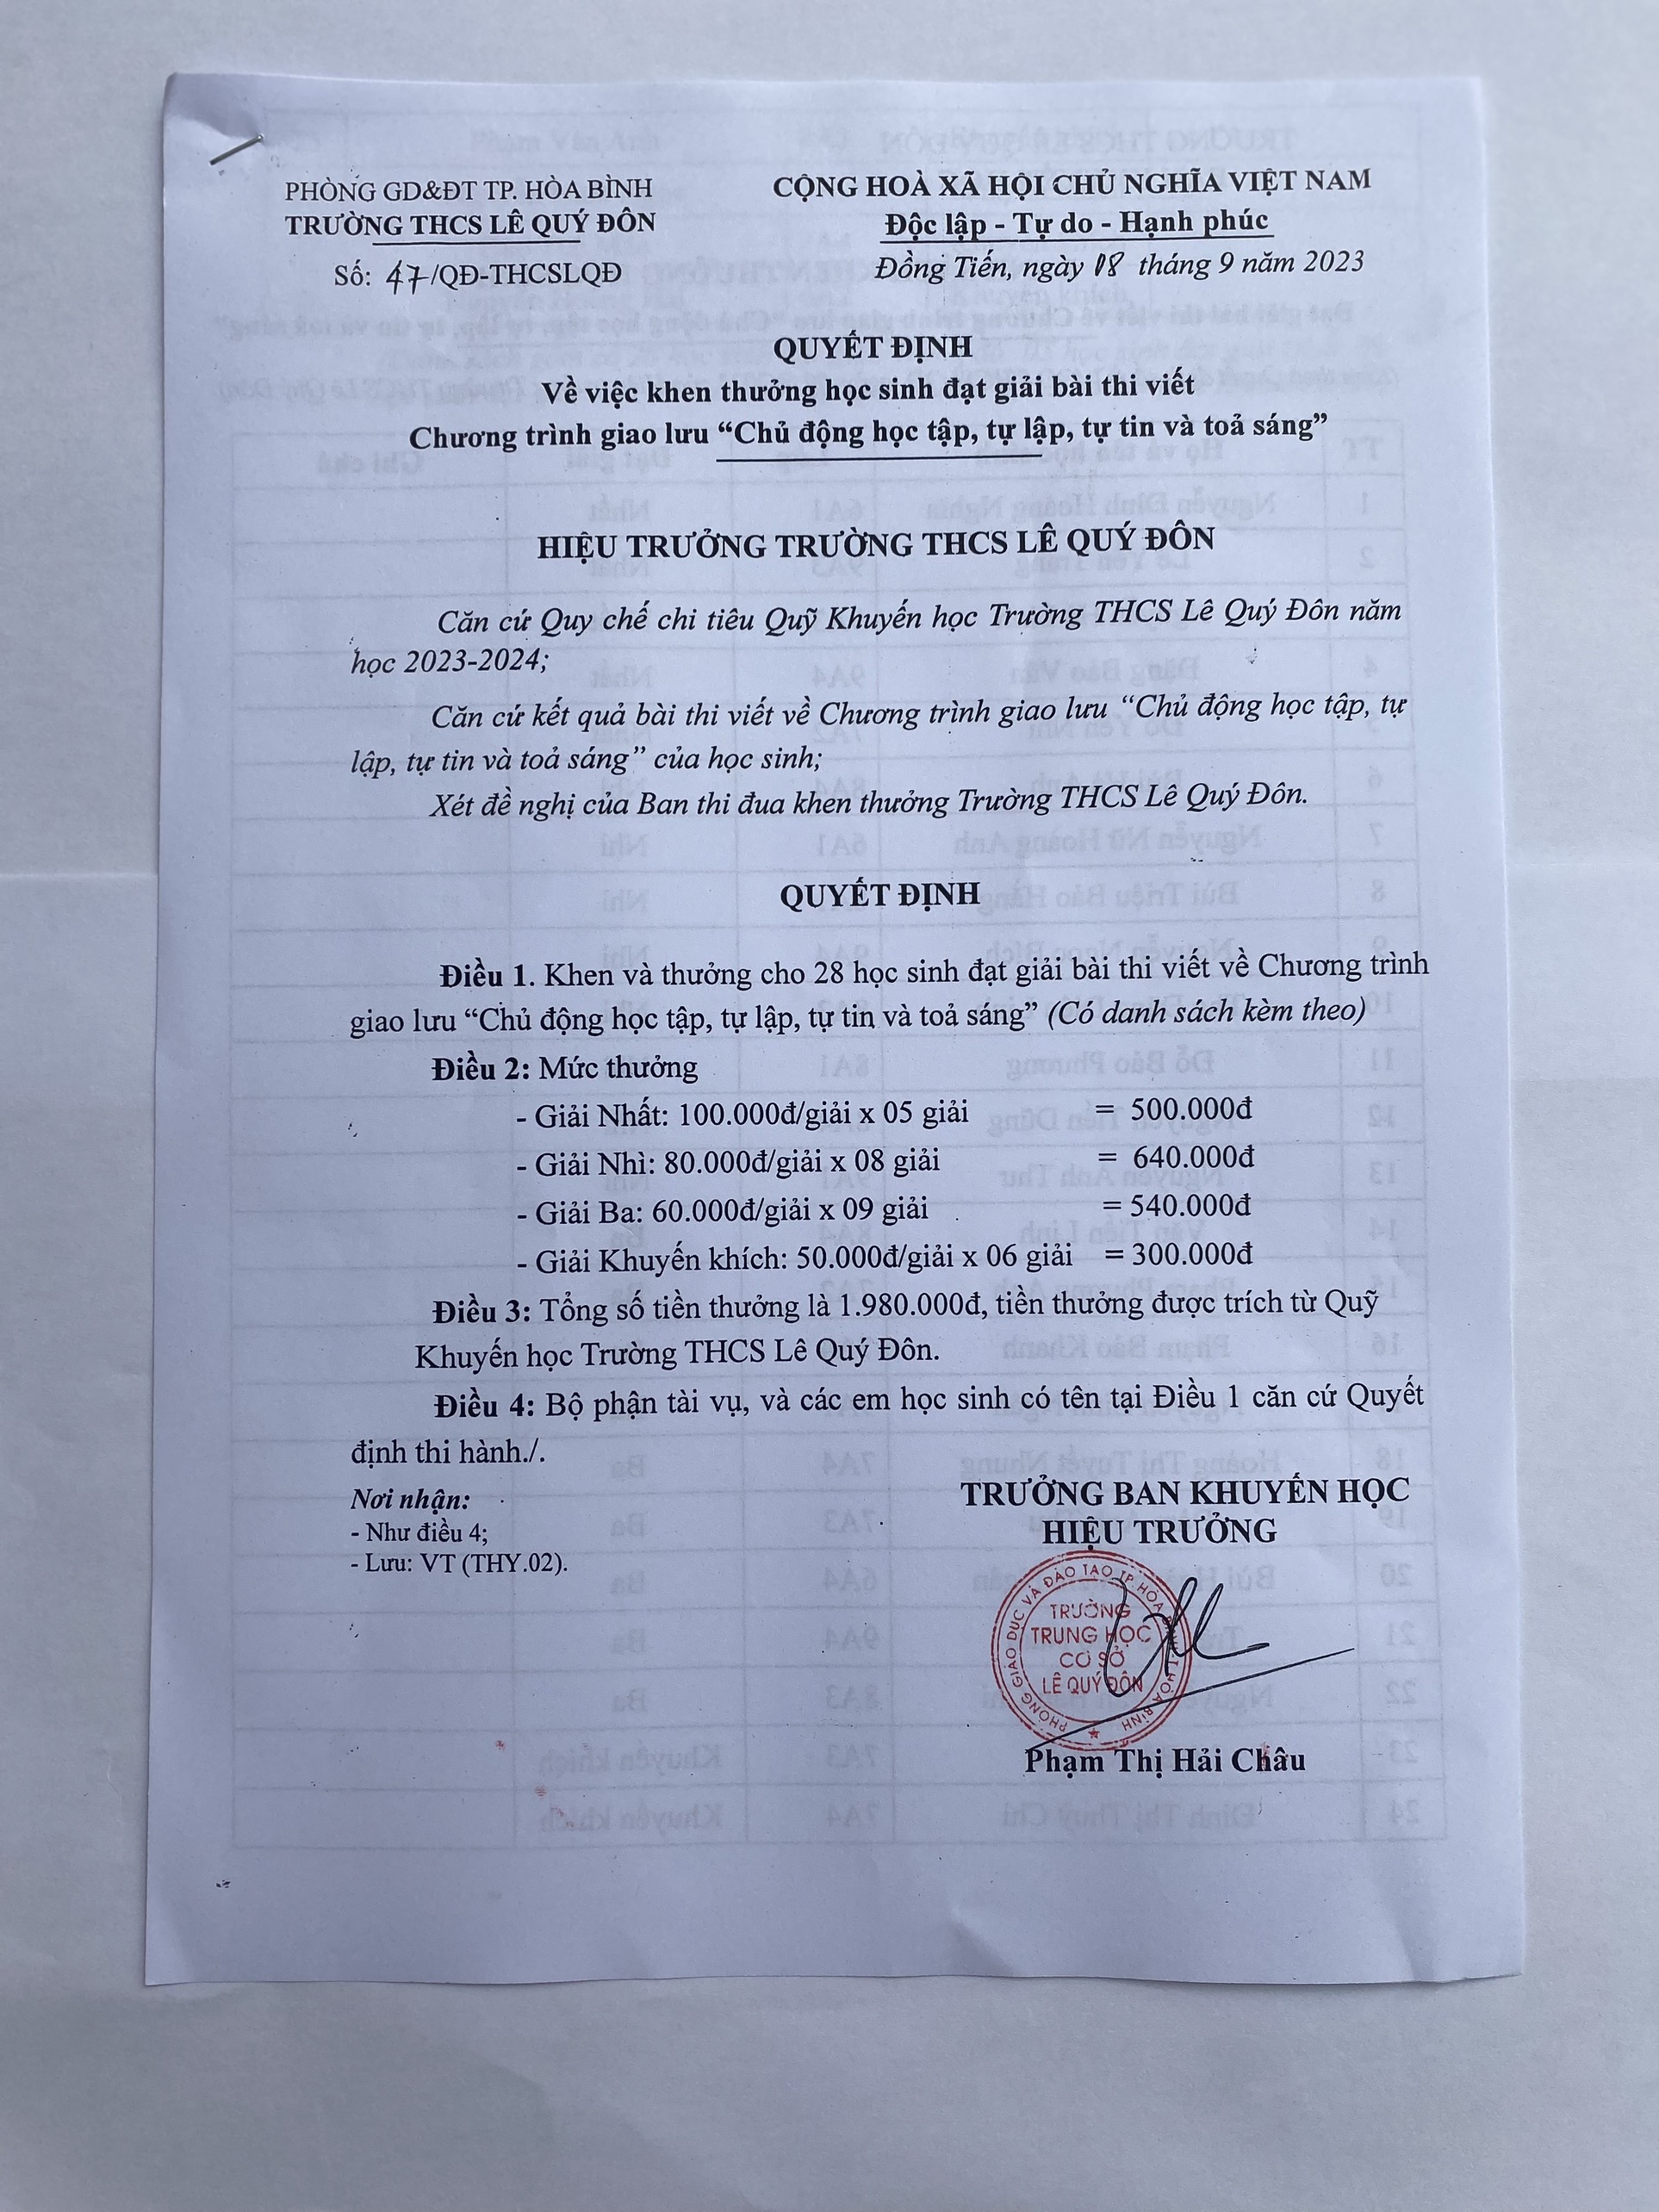 PHÒNG GD&ĐT TP. HÒA BÌNH
TRƯỜNG THCS LÊ QUÝ ĐÔN
Số: 47/QĐ-THCSLQĐ
CỘNG HOÀ XÃ HỘI CHỦ NGHĨA VIỆT NAM
Độc lập - Tự do - Hạnh phúc
Đồng Tiến, ngày 08 tháng 9 năm 2023
QUYẾT ĐỊNH
Về việc khen thưởng học sinh đạt giải bài thi viết
Chương trình giao lưu “Chủ động học tập, tự lập, tự tin và toả sáng”
HIỆU TRƯỞNG TRƯỜNG THCS LÊ QUÝ ĐÔN
Căn cứ Quy chế chi tiêu Quỹ Khuyến học Trường THCS Lê Quý Đôn năm
học 2023-2024;
Căn cứ kết quả bài thi viết về Chương trình giao lưu “Chủ động học tập, tự
lập, tự tin và toả sáng” của học sinh;
Xét đề nghị của Ban thi đua khen thưởng Trường THCS Lê Quý Đôn.
QUYẾT ĐỊNH
Điều 1. Khen và thưởng cho 28 học sinh đạt giải bài thi viết về Chương trình
giao lưu “Chủ động học tập, tự lập, tự tin và toả sáng” (Có danh sách kèm theo)
Điều 2: Mức thưởng
- Giải Nhất: 100.000đ/giải x 05 giải = 500.000đ
- Giải Nhì: 80.000đ/giải x 08 giải = 640.000đ
- Giải Ba: 60.000đ/giải x 09 giải = 540.000đ
- Giải Khuyến khích: 50.000đ/giải x 06 giải = 300.000đ
Điều 3: Tổng số tiền thưởng là 1.980.000đ, tiền thưởng được trích từ Quỹ
Khuyến học Trường THCS Lê Quý Đôn.
Điều 4: Bộ phận tài vụ, và các em học sinh có tên tại Điều 1 căn cứ Quyết
định thi hành./.
Nơi nhận:
- Như điều 4;
- Lưu: VT (THY.02).
TRƯỞNG BAN KHUYẾN HỌC
HIỆU TRƯỞNG
PHÒNG GIÁO DỤC VÀ ĐÀO TẠO TP. HÒA BÌNH T. HÒA BÌNH
TRƯỜNG
TRUNG HỌC
CƠ SỞ
LÊ QUÝ ĐÔN
Phạm Thị Hải Châu